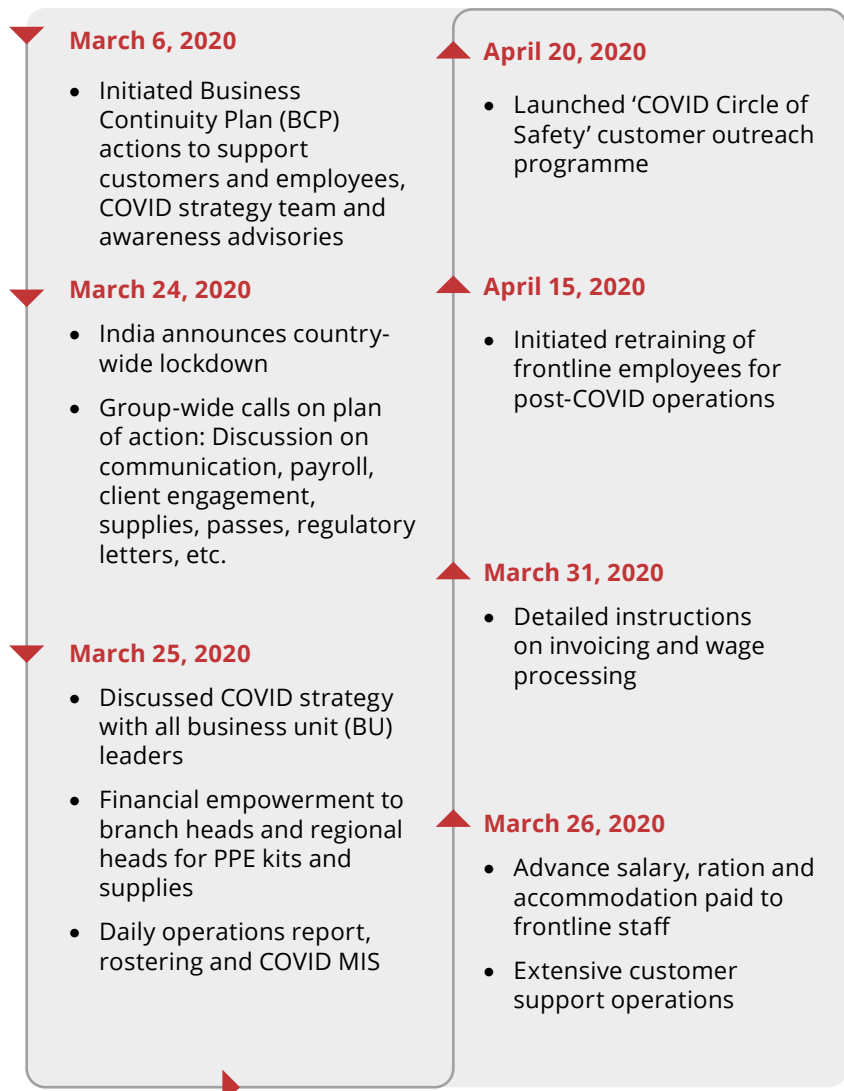 March 6, 2020
• Initiated Business
Continuity Plan (BCP)
actions to support
customers and employees,
COVID strategy team and
awareness advisories
March 24, 2020
• India announces country-
wide lockdown
• Group-wide calls on plan
of action: Discussion on
communication, payroll,
client engagement,
supplies, passes, regulatory
letters, etc.
March 25, 2020
• Discussed COVID strategy
with all business unit (BU)
leaders
• Financial empowerment to
branch heads and regional
heads for PPE kits and
supplies
• Daily operations report,
rostering and COVID MIS
March 26, 2020
• Advance salary, ration and
accommodation paid to
frontline staff
• Extensive customer
support operations
March 31, 2020
• Detailed instructions
on invoicing and wage
processing
April 15, 2020
• Initiated retraining of
frontline employees for
post-COVID operations
April 20, 2020
• Launched ‘COVID Circle of
Safety’ customer outreach
programme